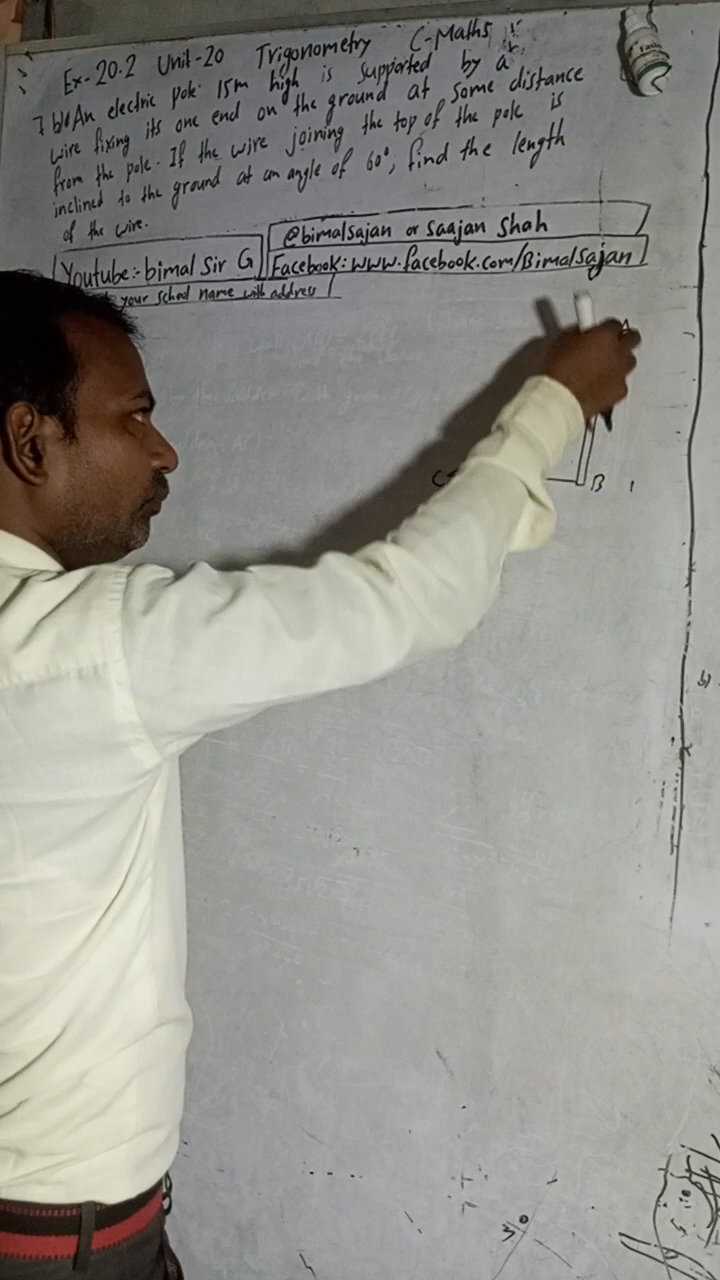 Ex-20.2 Unit-20 Trigonometry C-Maths
7 b) An electric pole 15m high is supported by a
wire fixing its one end on the ground at some distance
from the pole. If the wire joining the top of the pole is
inclined to the ground at an angle of 60°, find the length
of the wire.
@bimalsajan or Saajan Shah
Youtube:- bimal Sir G
Facebook: www.facebook.com/Bimalsajan
your school name with address
A
C
B